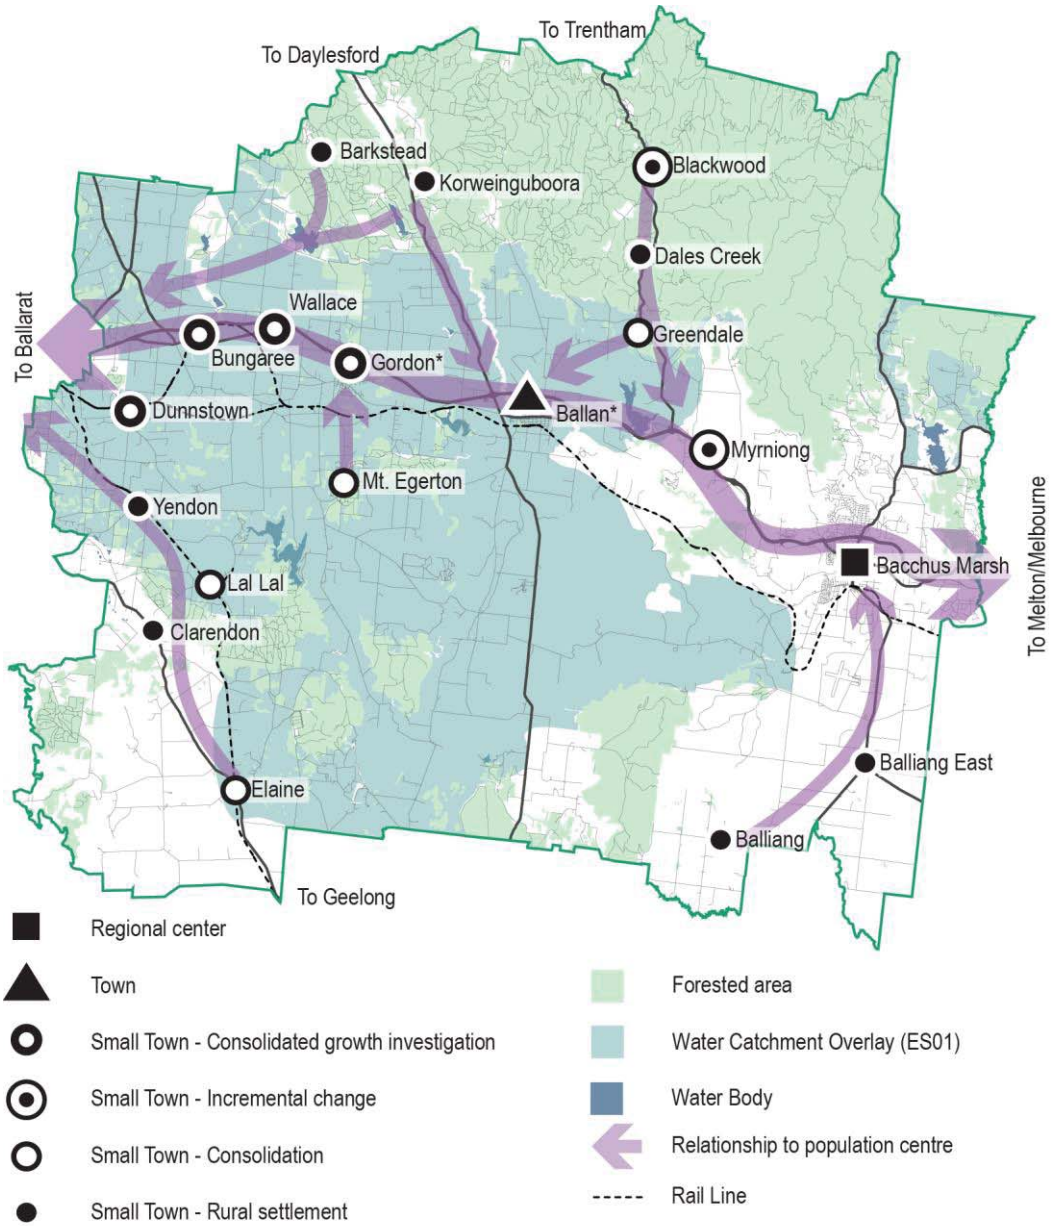 To Trentham
To Daylesford
Barkstead
Blackwood
Korweinguboora
Dales Creek
Wallace
Greendale
To Ballarat
Bungaree
Gordon*
Dunnstown
Ballan*
Myrniong
Mt. Egerton
Yendon
Bacchus Marsh
To Melton/Melbourne
Lal Lal
Clarendon
Balliang East
Elaine
Balliang
To Geelong
Regional center
Town
Small Town - Consolidated growth investigation
Small Town - Incremental change
Small Town - Consolidation
Small Town - Rural settlement
Forested area
Water Catchment Overlay (ES01)
Water Body
Relationship to population centre
Rail Line